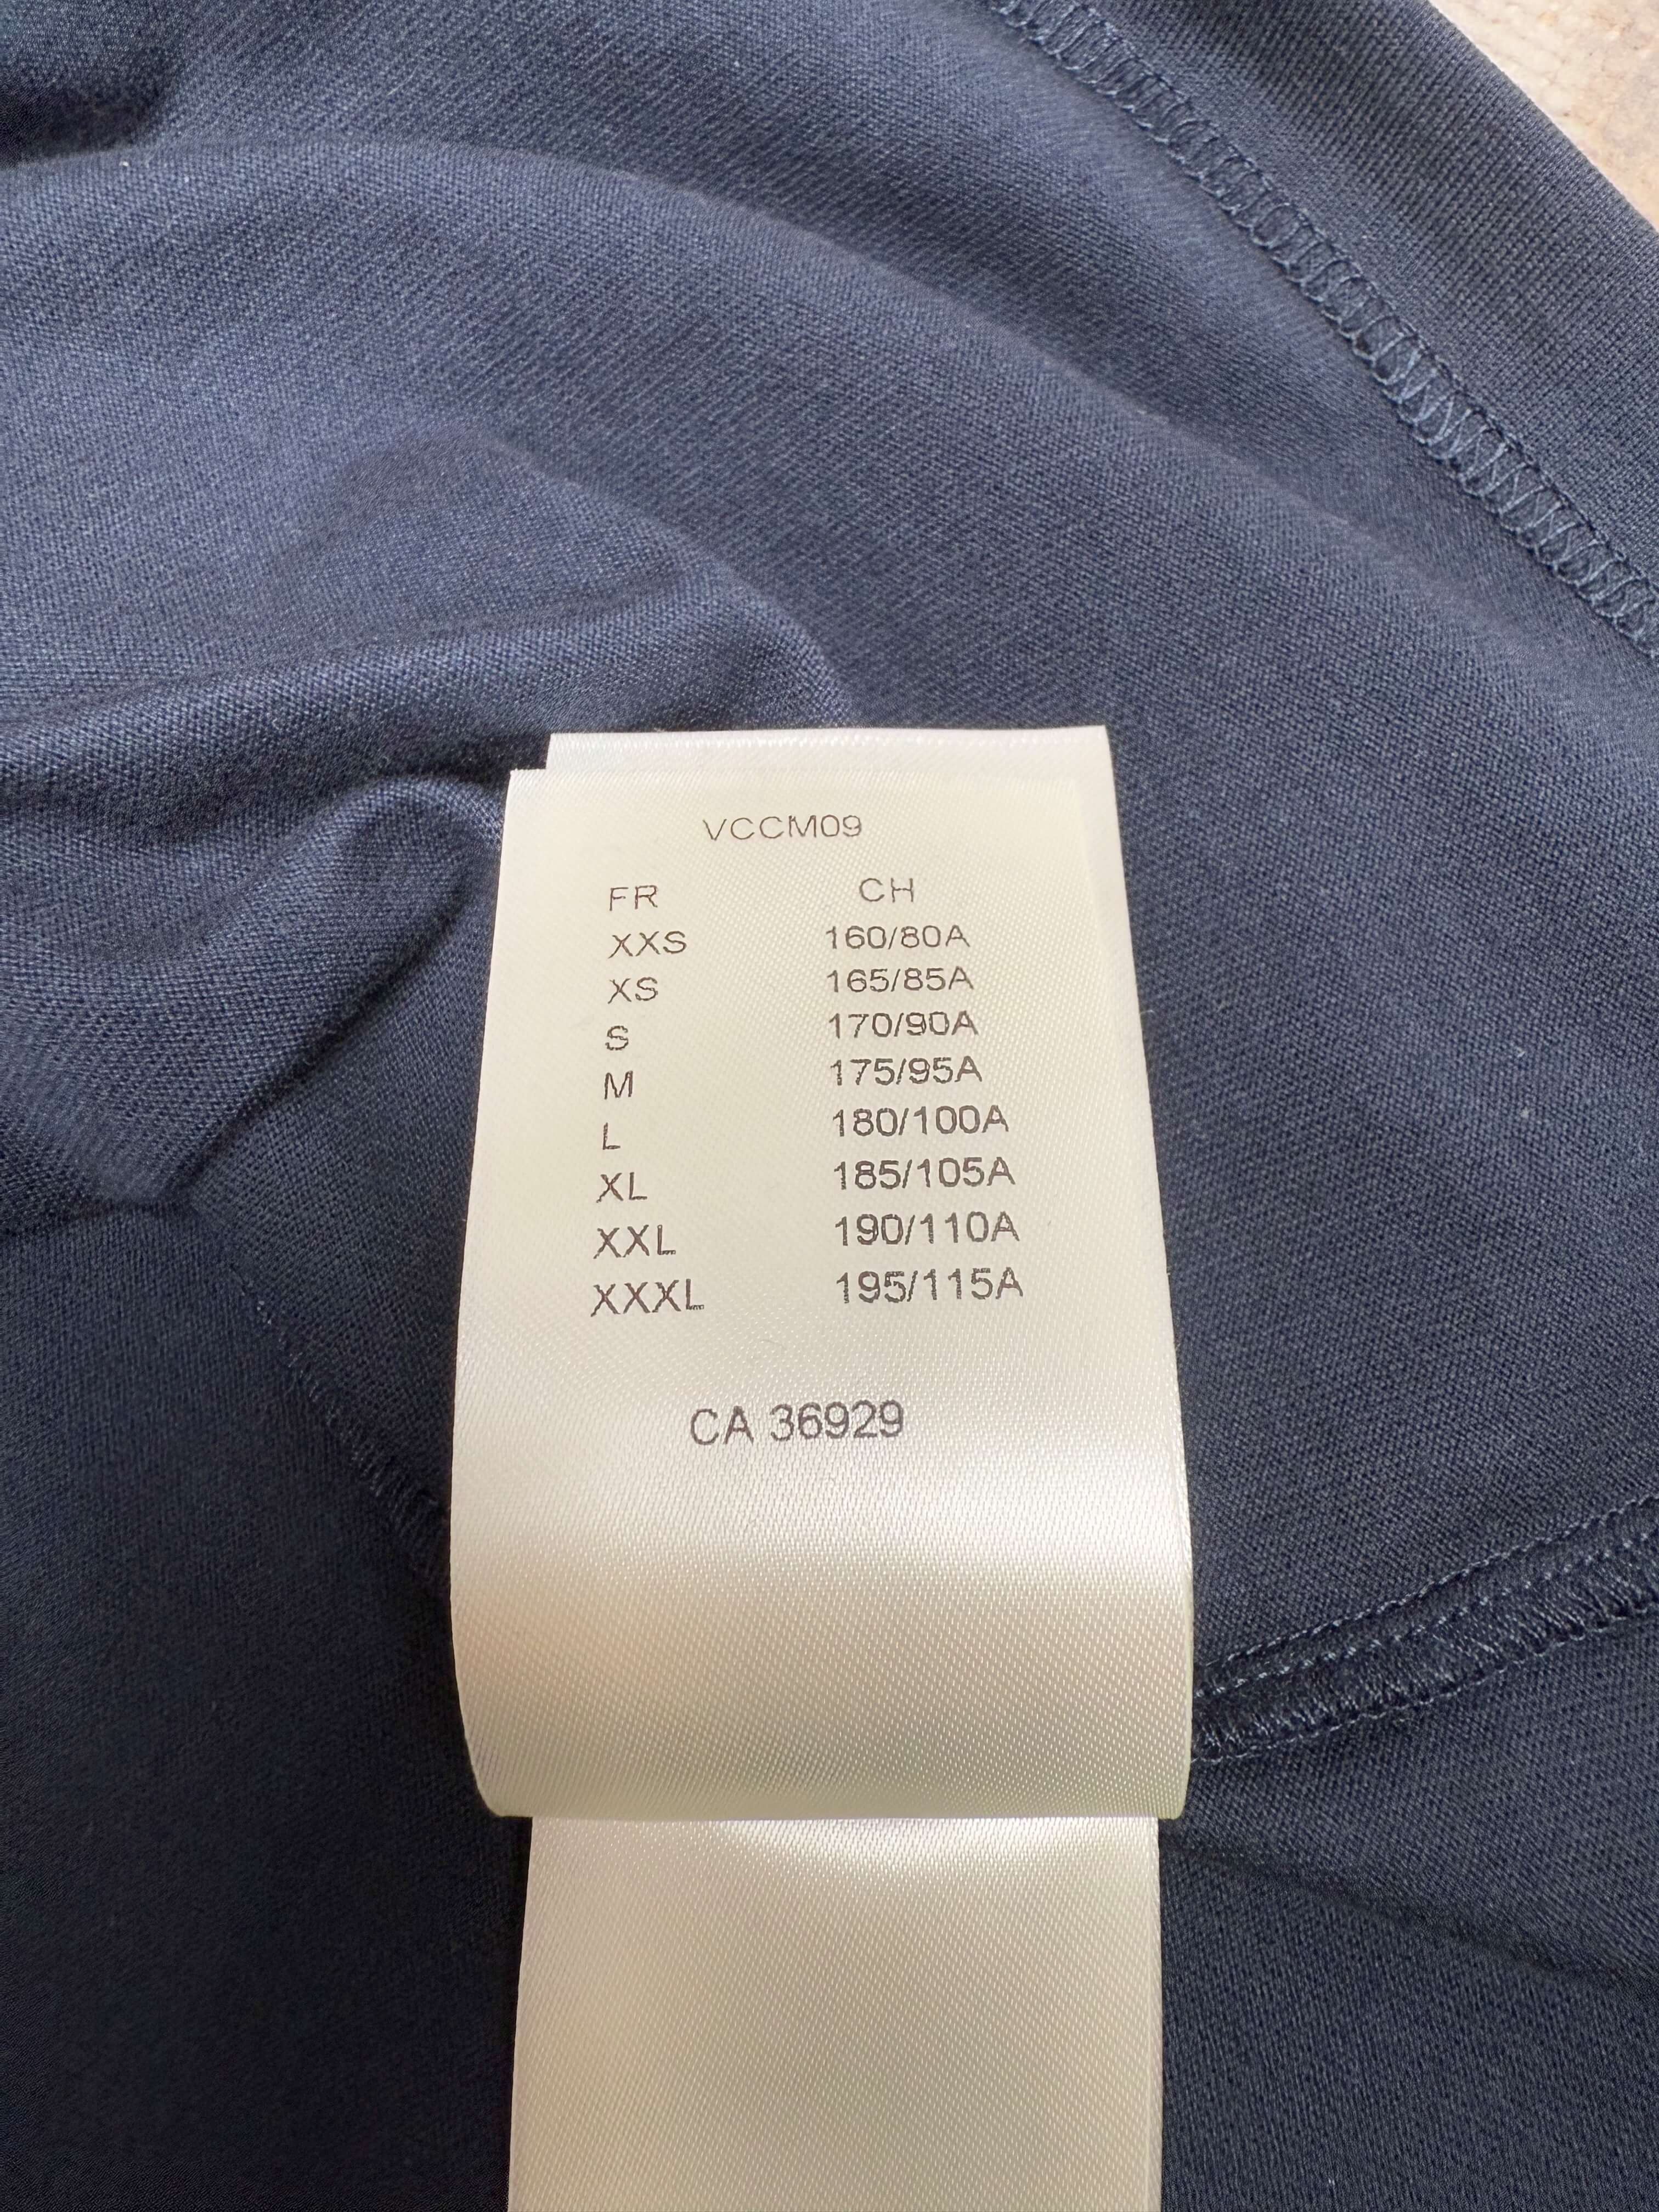 VCCM09
FR CH
XXS 160/80A
XS 165/85A
S 170/90A
M 175/95A
L 180/100A
XL 185/105A
XXL 190/110A
XXXL 195/115A
CA 36929